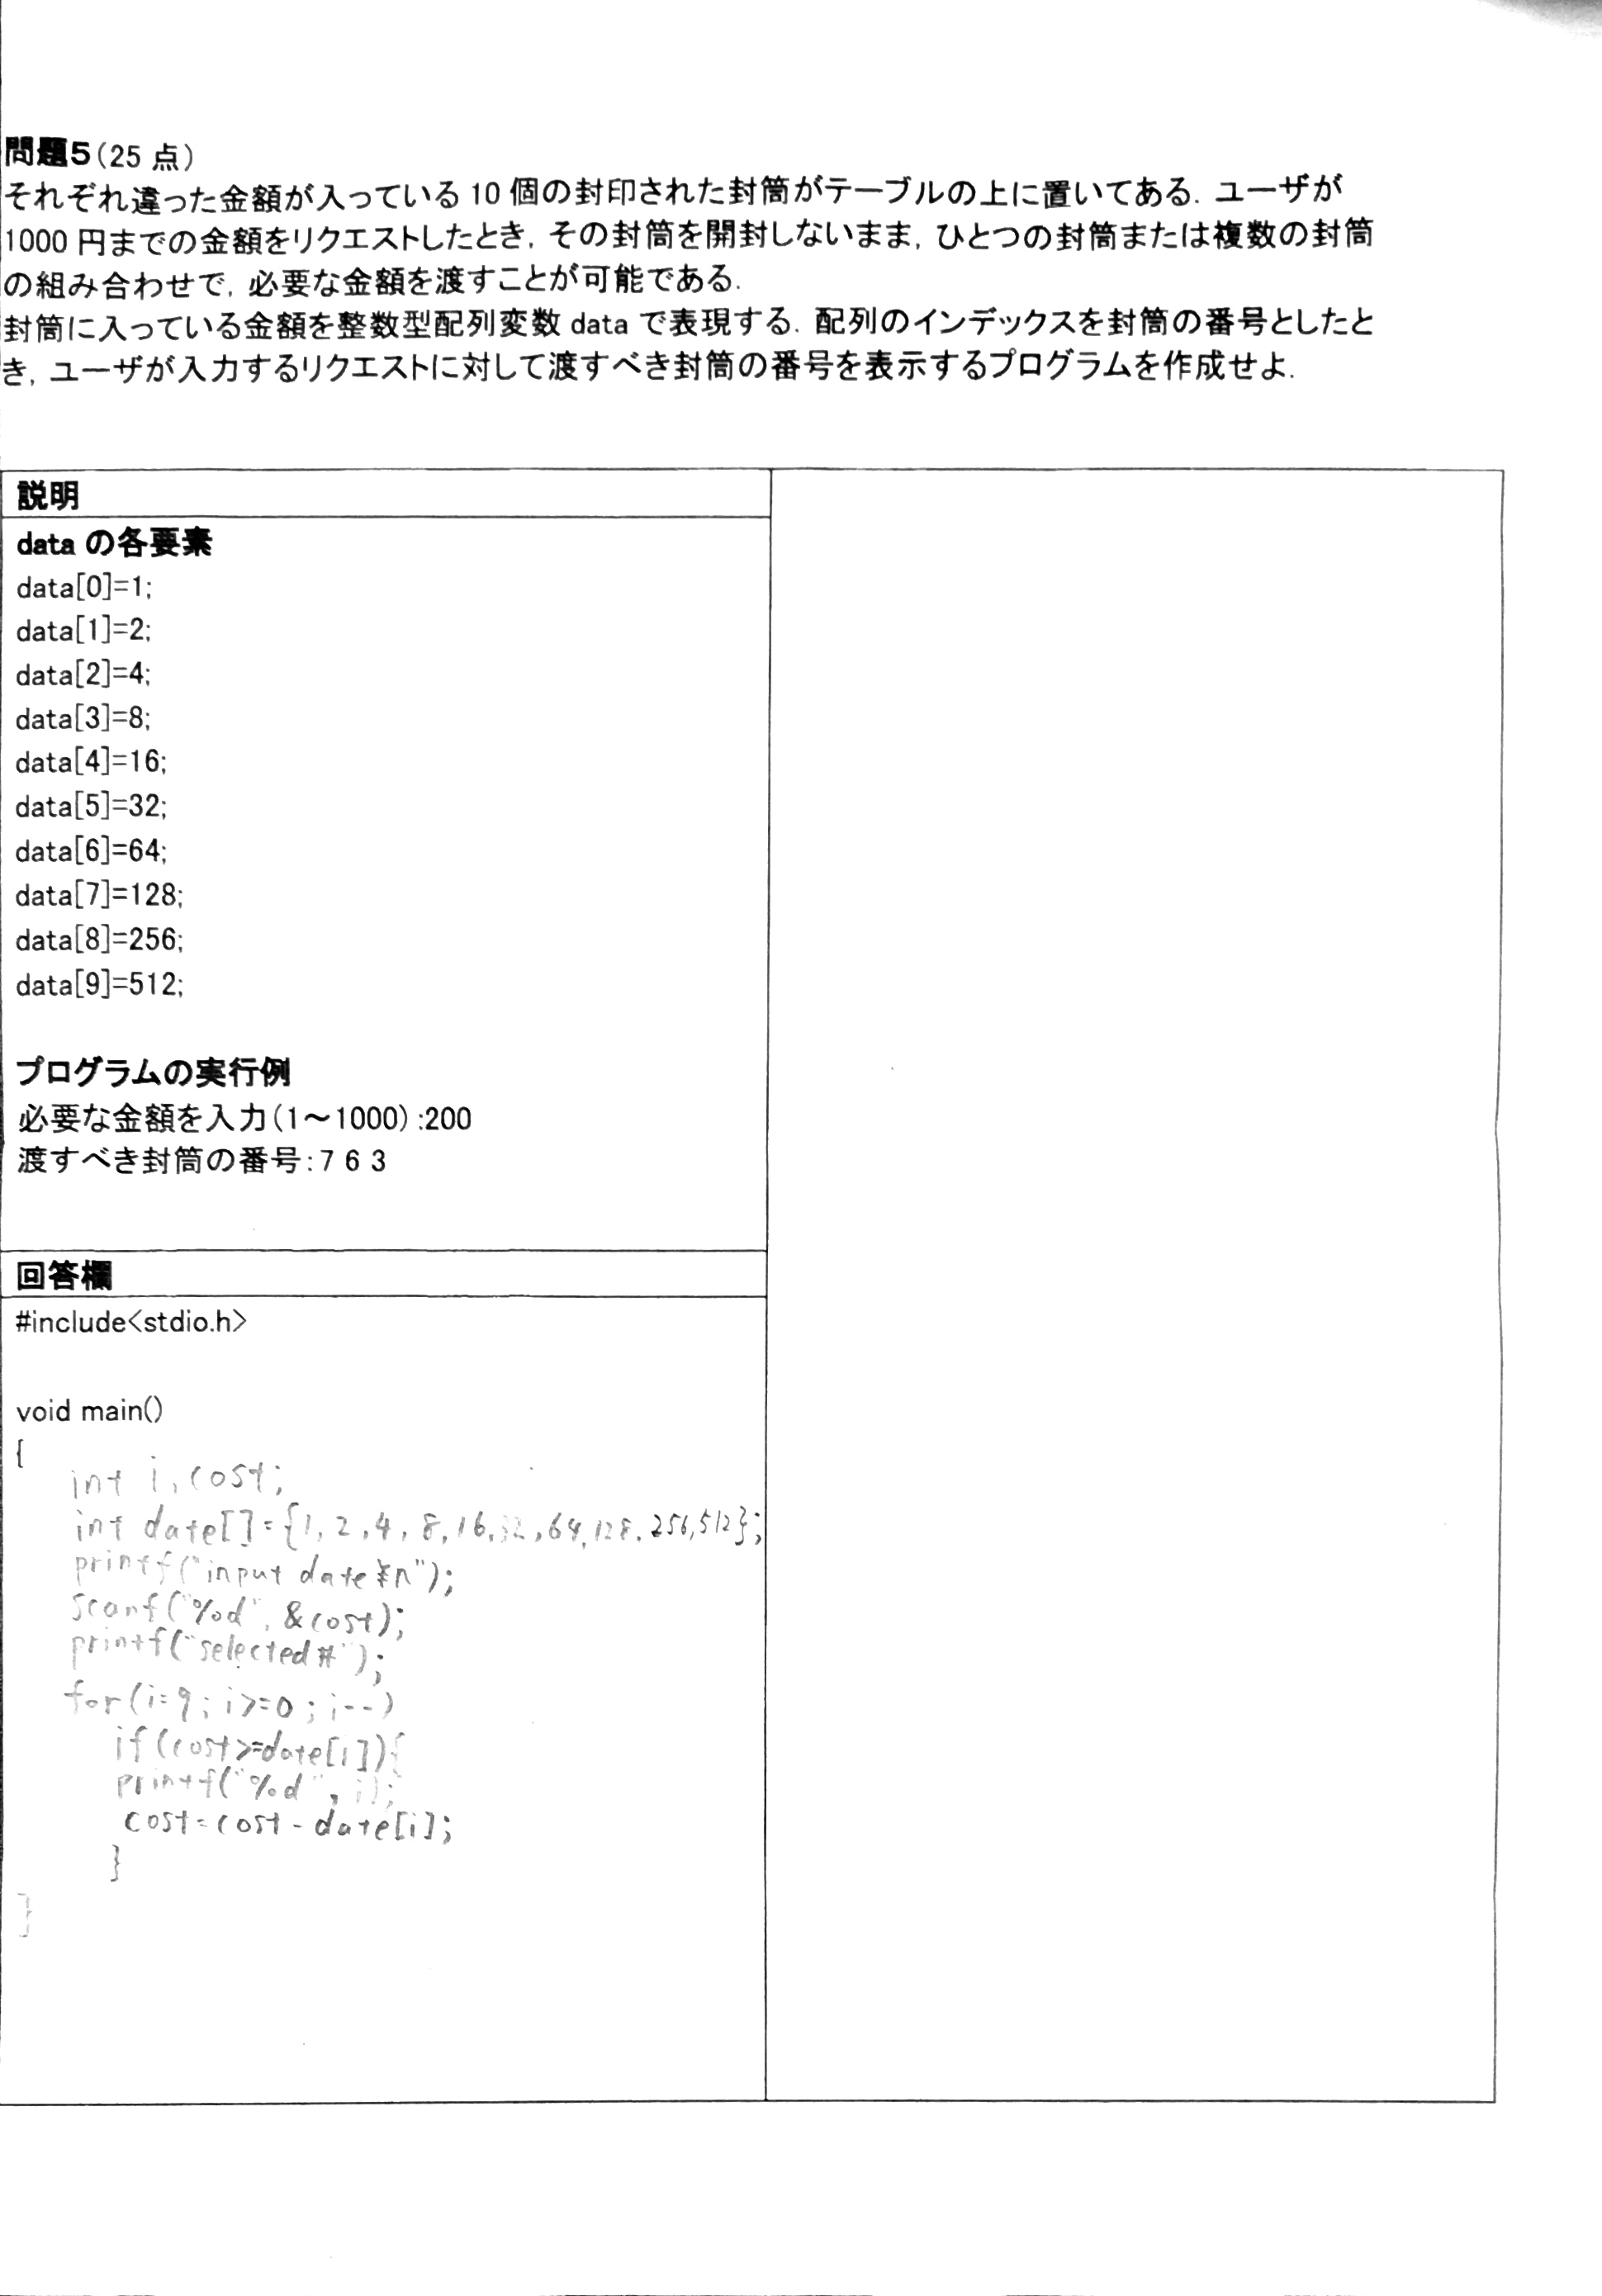 問題5(25 点)
それぞれ違った金額が入っている 10 個の封印された封筒がテーブルの上に置いてある. ユーザが
1000 円までの金額をリクエストしたとき, その封筒を開封しないまま, ひとつの封筒または複数の封筒
の組み合わせで, 必要な金額を渡すことが可能である.
封筒に入っている金額を整数型配列変数 data で表現する. 配列のインデックスを封筒の番号としたと
き, ユーザが入力するリクエストに対して渡すべき封筒の番号を表示するプログラムを作成せよ.
説明
data の各要素
data[0]=1;
data[1]=2;
data[2]=4;
data[3]=8;
data[4]=16;
data[5]=32;
data[6]=64;
data[7]=128;
data[8]=256;
data[9]=512;
プログラムの実行例
必要な金額を入力(1～1000):200
渡すべき封筒の番号:7 6 3
回答欄
#include<stdio.h>
void main()
{
int i, cost;
int date[]={1, 2, 4, 8, 16, 32, 64, 128, 256, 512};
printf("input date¥n");
scanf("%d", &cost);
printf("selected #");
for(i=9; i>=0; i--)
if(cost>=date[i]){
printf("%d", i);
cost=cost-date[i];
}
}